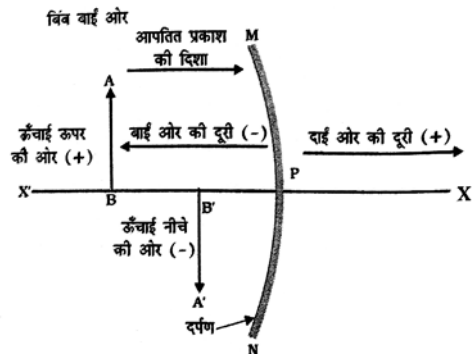 बिंब बाईं ओर
आपतित प्रकाश
की दिशा
M
A
ऊँचाई ऊपर
की ओर (+)
बाईं ओर की दूरी (-)
दाईं ओर की दूरी (+)
P
X'
B
B'
X
ऊँचाई नीचे
की ओर (-)
A'
दर्पण
N